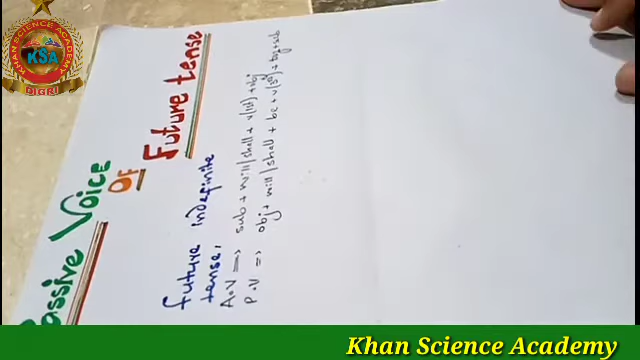 Passive Voice
OF
Future tense
Future indefinite
tense,
A.V => sub + will/shall + v(1st) + obj
P.V => obj + will/shall + be + v(3rd) + by + sub
KHAN SCIENCE ACADEMY
KSA
DIGRI
Khan Science Academy